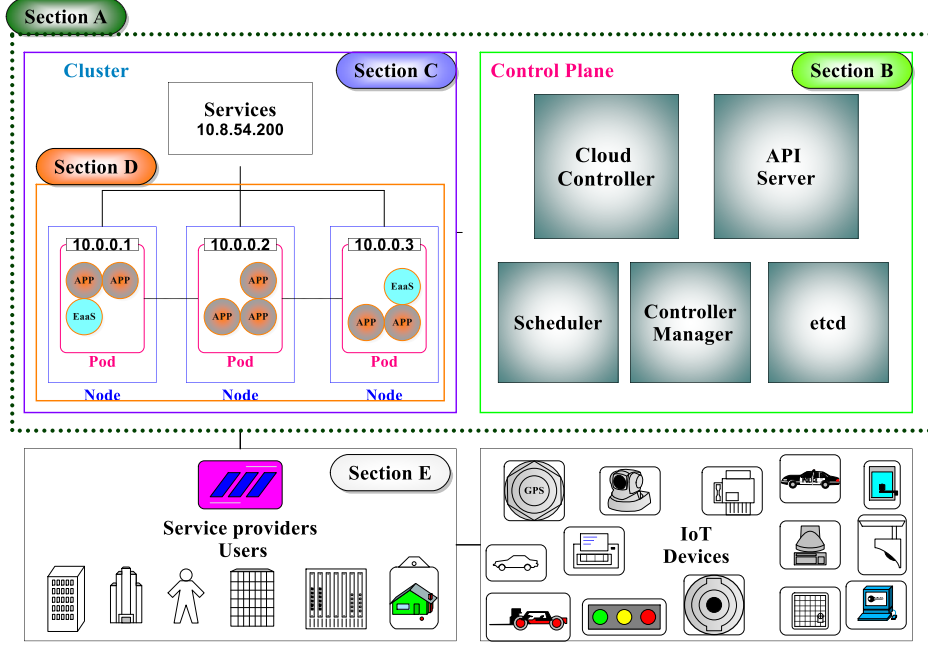 Section A
Cluster
Section C
Control Plane
Section B
Services
10.8.54.200
Cloud
Controller
API
Server
Section D
10.0.0.1
10.0.0.2
10.0.0.3
APP
APP
EaaS
APP
APP
APP
EaaS
APP
APP
Pod
Pod
Pod
Node
Node
Node
Scheduler
Controller
Manager
etcd
Section E
Service providers
Users
GPS
IoT
Devices